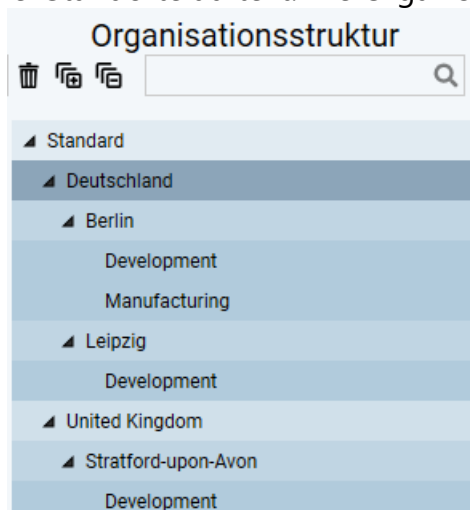 Organisationsstruktur
Standard
Deutschland
Berlin
Development
Manufacturing
Leipzig
Development
United Kingdom
Stratford-upon-Avon
Development